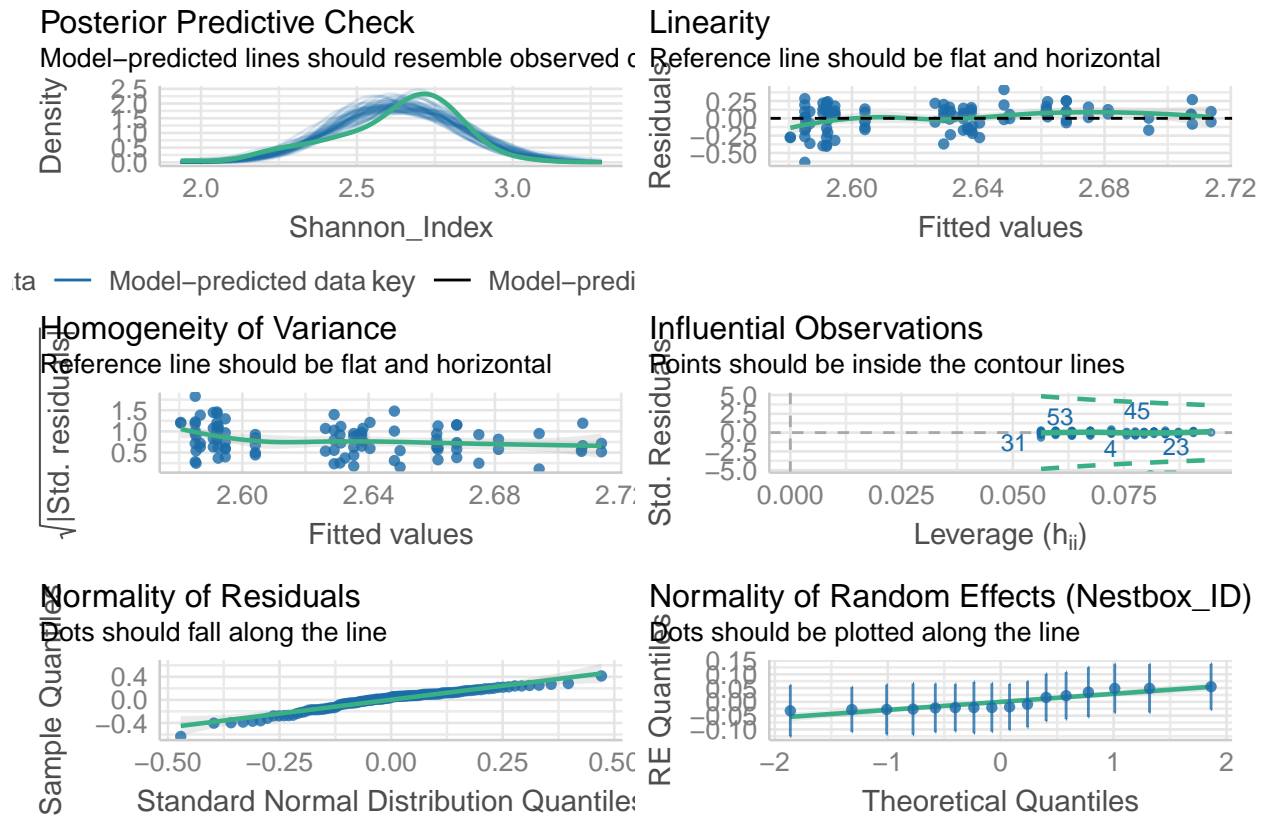 Posterior Predictive Check
Model−predicted lines should resemble observed
Density
2.5
2.0
1.5
1.0
0.5
0.0
2.0 2.5 3.0
Shannon_Index
ta Model−predicted data key Model−predi
Linearity
Reference line should be flat and horizontal
Residuals
0.25
0.00
−0.25
−0.50
2.60 2.64 2.68 2.72
Fitted values
Homogeneity of Variance
Reference line should be flat and horizontal
√|Std. residuals|
1.5
1.0
0.5
2.60 2.64 2.68 2.72
Fitted values
Influential Observations
Points should be inside the contour lines
Std. Residuals
5.0
2.5
0.0
−2.5
−5.0
31 53 4 45 23
0.000 0.025 0.050 0.075
Leverage (hii)
Normality of Residuals
Dots should fall along the line
Sample Quantiles
0.4
0.0
−0.4
−0.50 −0.25 0.00 0.25 0.50
Standard Normal Distribution Quantiles
Normality of Random Effects (Nestbox_ID)
Dots should be plotted along the line
RE Quantiles
0.15
0.10
0.05
0.00
−0.05
−0.10
−2 −1 0 1 2
Theoretical Quantiles